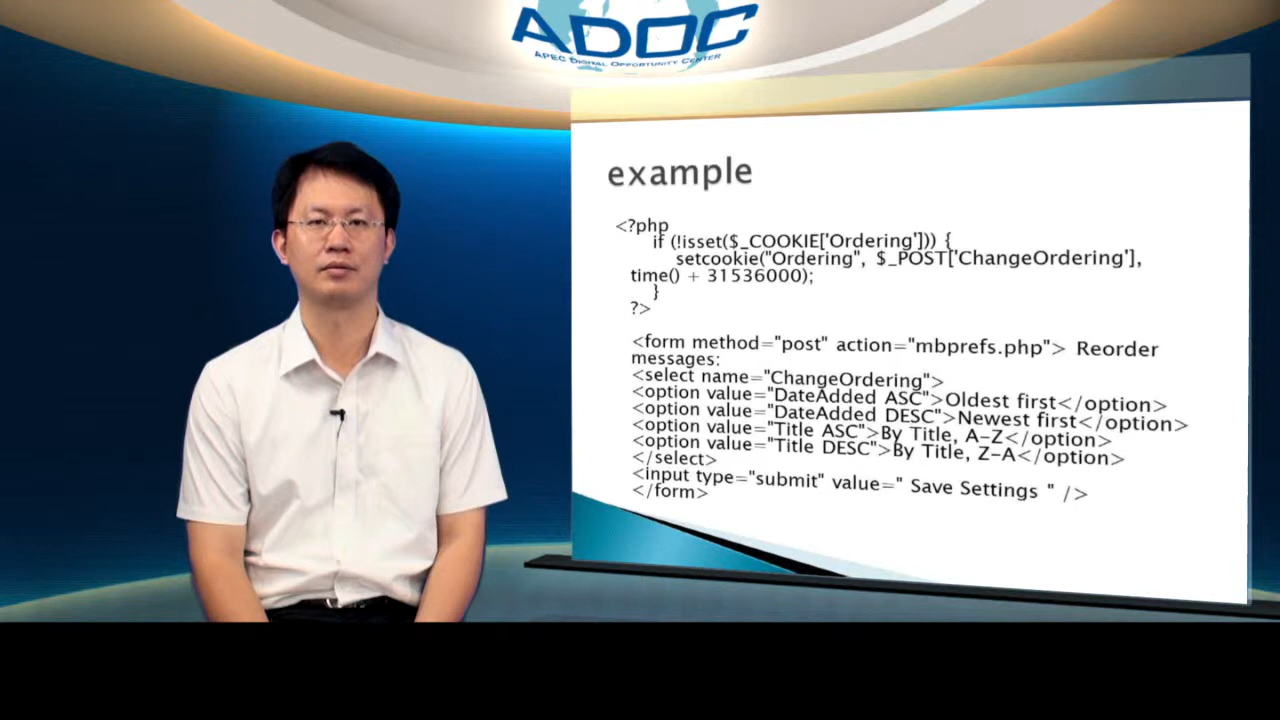 ADOC
APEC DIGITAL OPPORTUNITY CENTER
example
<?php
if (!isset($_COOKIE['Ordering'])) {
setcookie("Ordering", $_POST['ChangeOrdering'],
time() + 31536000);
}
?>
<form method="post" action="mbprefs.php"> Reorder
messages:
<select name="ChangeOrdering">
<option value="DateAdded ASC">Oldest first</option>
<option value="DateAdded DESC">Newest first</option>
<option value="Title ASC">By Title, A-Z</option>
<option value="Title DESC">By Title, Z-A</option>
</select>
<input type="submit" value=" Save Settings " />
</form>